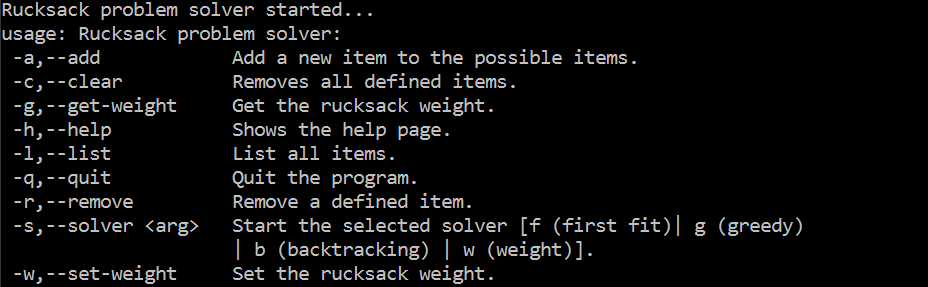 Rucksack problem solver started...
usage: Rucksack problem solver:
 -a,--add           Add a new item to the possible items.
 -c,--clear         Removes all defined items.
 -g,--get-weight    Get the rucksack weight.
 -h,--help          Shows the help page.
 -l,--list          List all items.
 -q,--quit          Quit the program.
 -r,--remove        Remove a defined item.
 -s,--solver <arg>  Start the selected solver [f (first fit)| g (greedy)
                    | b (backtracking) | w (weight)].
 -w,--set-weight    Set the rucksack weight.